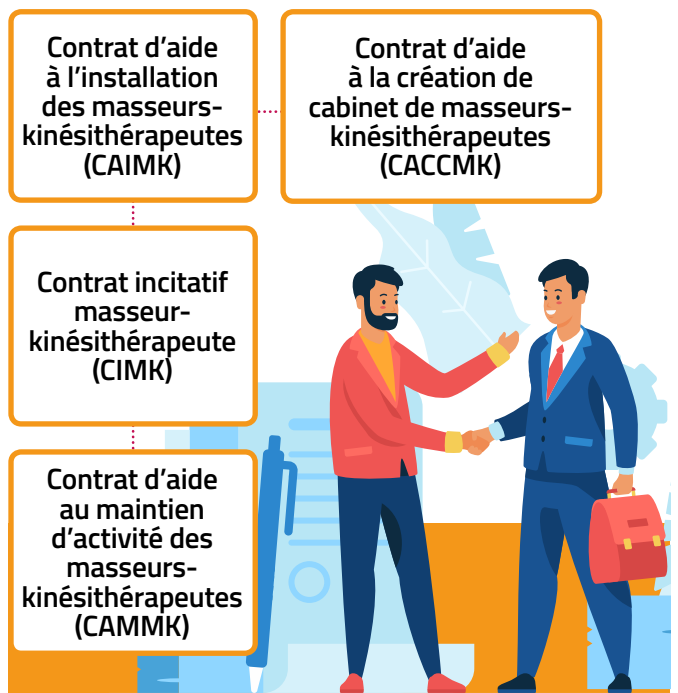 Contrat d’aide
à l’installation
des masseurs-
kinésithérapeutes
(CAIMK)
Contrat d’aide
à la création de
cabinet de masseurs-
kinésithérapeutes
(CACCMK)
Contrat incitatif
masseur-
kinésithérapeute
(CIMK)
Contrat d’aide
au maintien
d’activité des
masseurs-
kinésithérapeutes
(CAMMK)